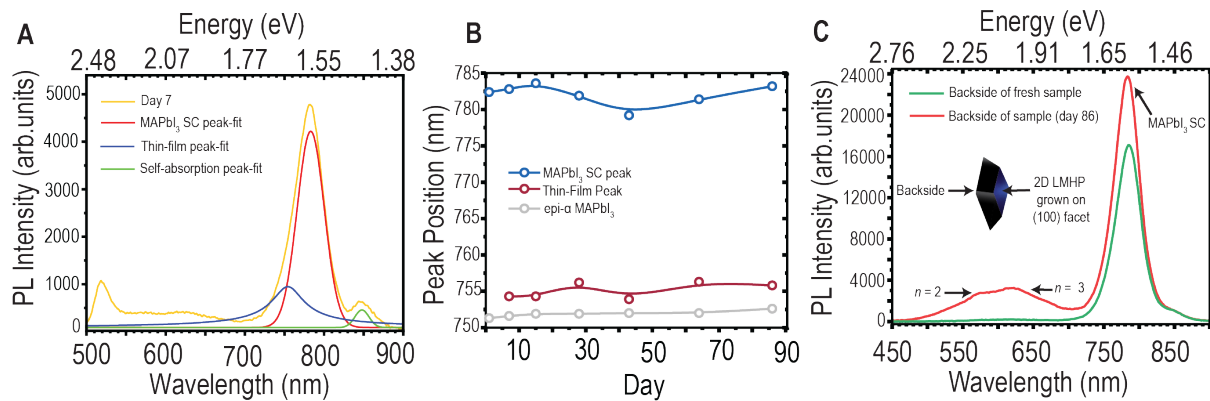 A
Energy (eV)
2.48 2.07 1.77 1.55 1.38
5000
4000
3000
2000
1000
0
PL Intensity (arb.units)
Day 7
MAPbI₃ SC peak-fit
Thin-film peak-fit
Self-absorption peak-fit
500 600 700 800 900
Wavelength (nm)
B
785
780
775
770
765
760
755
750
Peak Position (nm)
MAPbI₃ SC peak
Thin-Film Peak
epi-α MAPbI₃
10 30 50 70 90
Day
C
Energy (eV)
2.76 2.25 1.91 1.65 1.46
24000
20000
16000
12000
8000
4000
0
PL Intensity (arb.units)
Backside of fresh sample
Backside of sample (day 86)
MAPbI₃ SC
Backside
2D LMHP
grown on
(100) facet
n = 2
n = 3
450 550 650 750 850
Wavelength (nm)